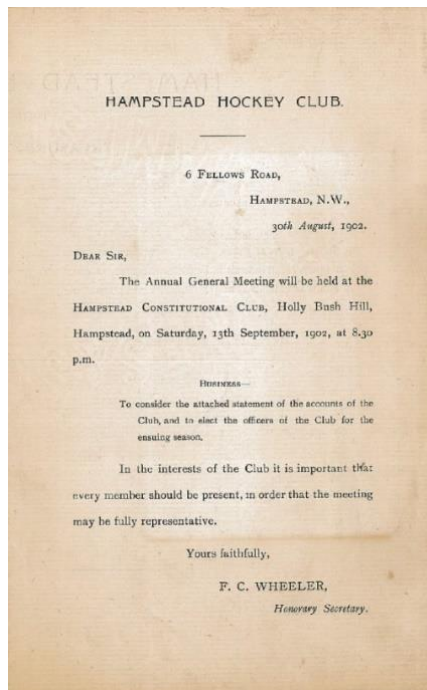 HAMPSTEAD HOCKEY CLUB.
6 FELLOWS ROAD,
HAMPSTEAD, N.W.,
30th August, 1902.
DEAR SIR,
The Annual General Meeting will be held at the
HAMPSTEAD CONSTITUTIONAL CLUB, Holly Bush Hill,
Hampstead, on Saturday, 13th September, 1902, at 8.30
p.m.
BUSINESS—
To consider the attached statement of the accounts of the
Club, and to elect the officers of the Club for the
ensuing season.
In the interests of the Club it is important that
every member should be present, in order that the meeting
may be fully representative.
Yours faithfully,
F. C. WHEELER,
Honorary Secretary.